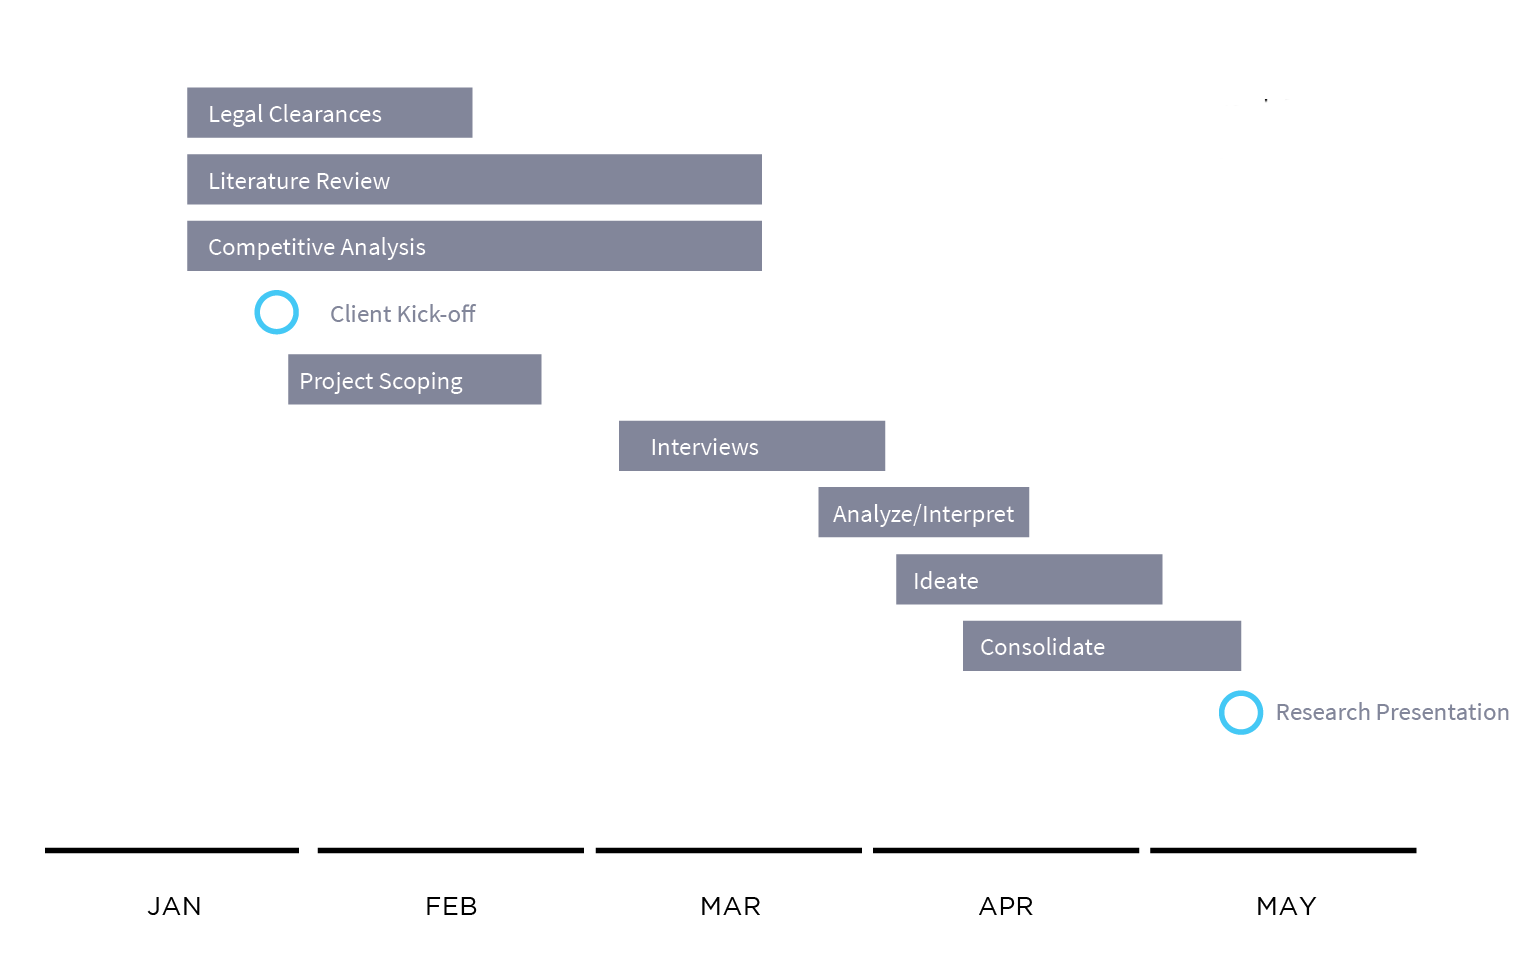 Legal Clearances
Literature Review
Competitive Analysis
Client Kick-off
Project Scoping
Interviews
Analyze/Interpret
Ideate
Consolidate
Research Presentation
JAN FEB MAR APR MAY